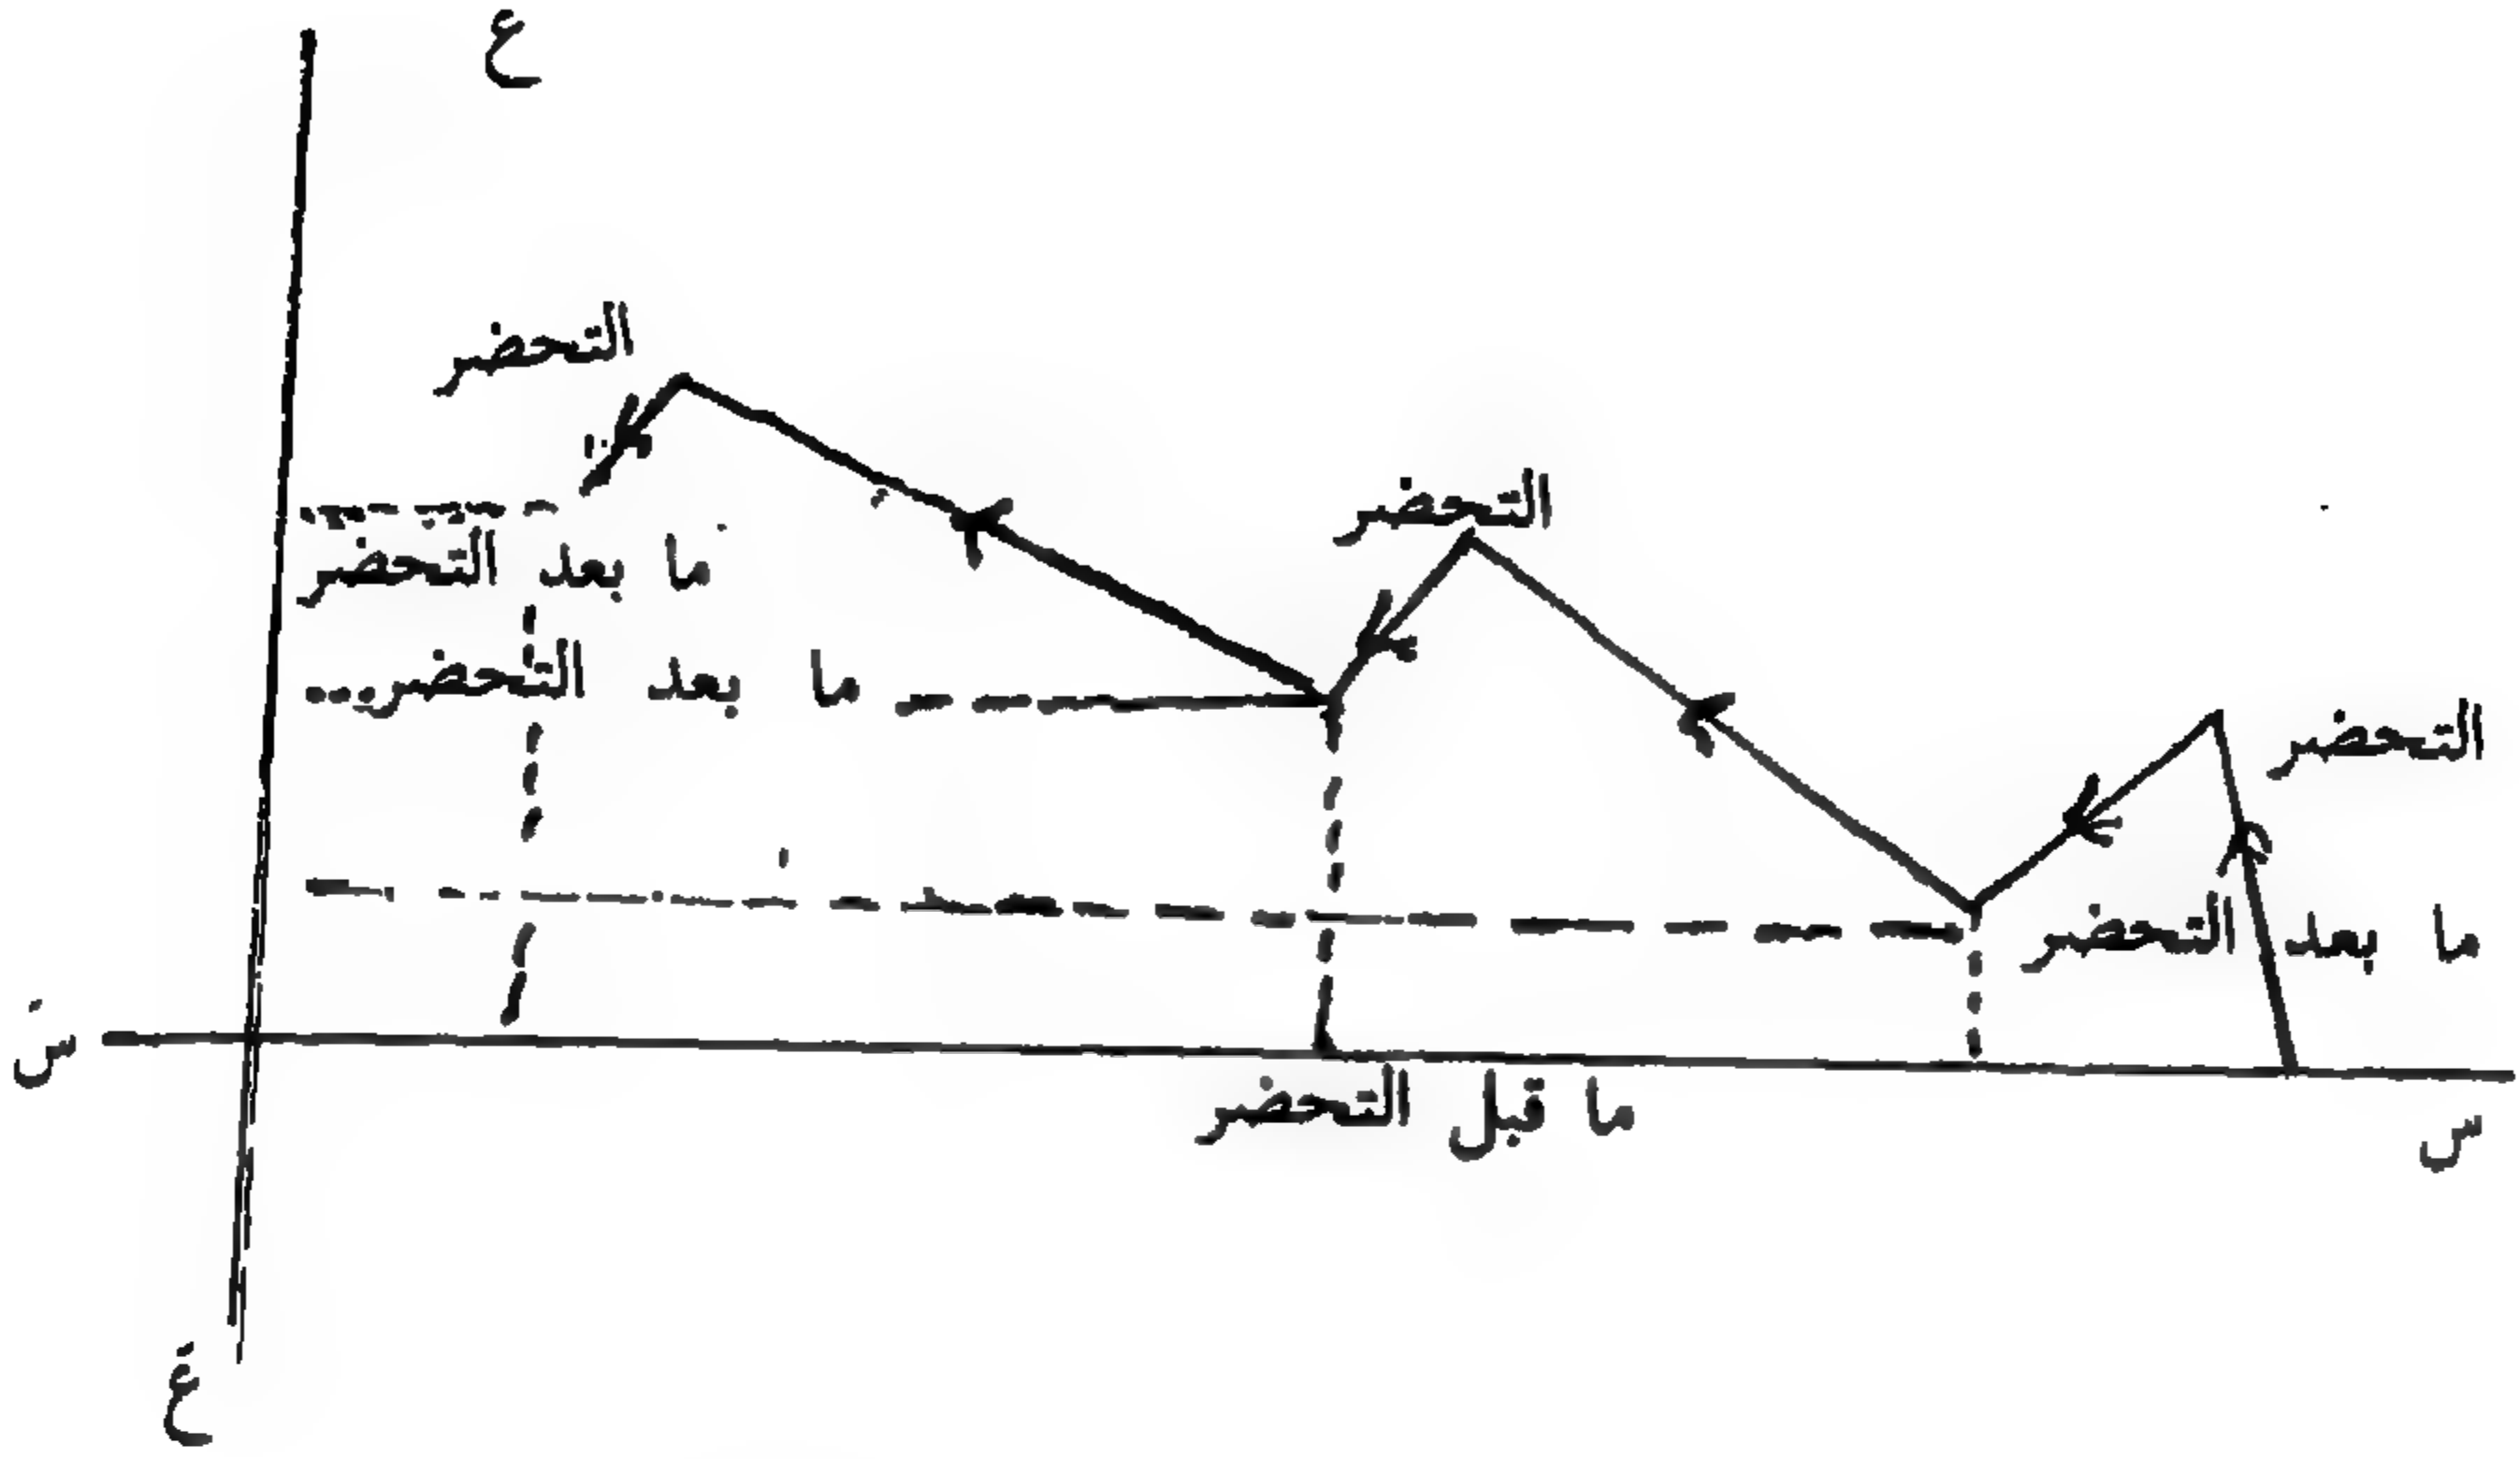 ع
التحضر
التحضر
ما بعد التحضر
ما بعد التحضر
التحضر
ما بعد التحضر
ما قبل التحضر
سَ
س
غ